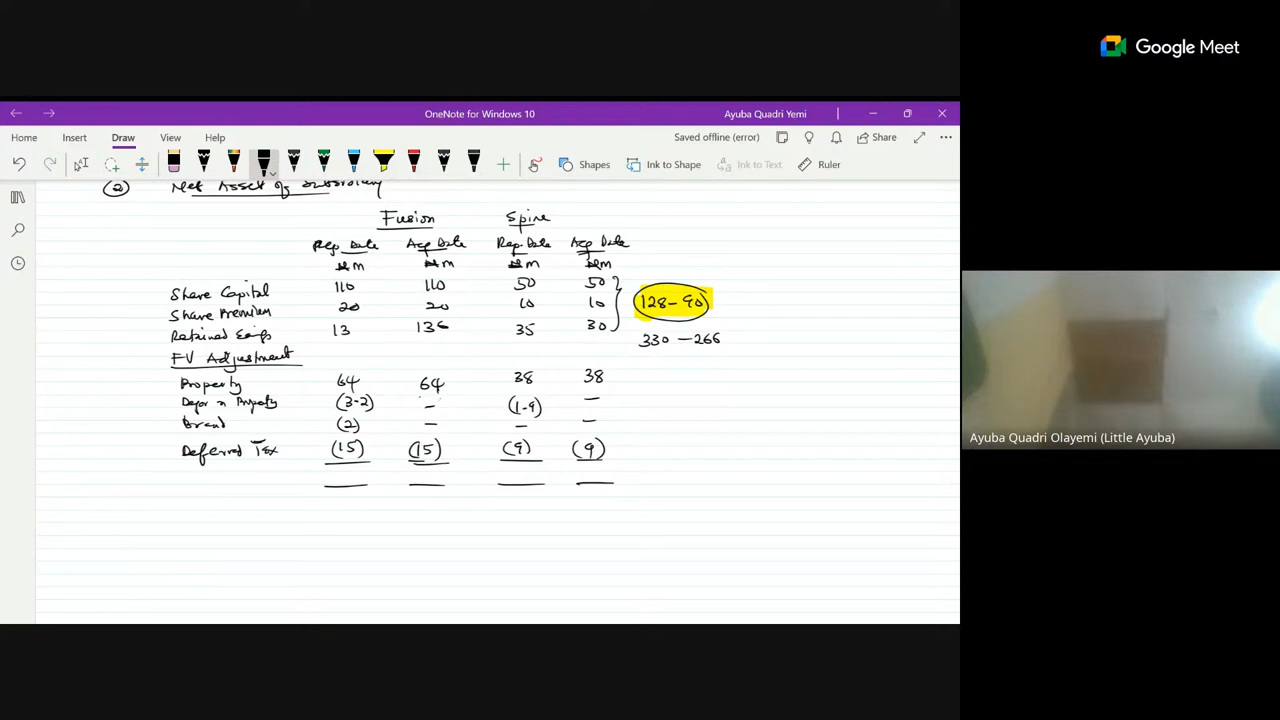 Google Meet
OneNote for Windows 10
Ayuba Quadri Yemi
Home Insert Draw View Help
Saved offline (error)
Share
Shapes Ink to Shape Ink to Text Ruler
(2) Net Asset of Subsidiary
Fusion Spine
Rep. Date Acq Date Rep. Date Acq Date
₦m ₦m ₦m ₦m
Share Capital 110 110 50 50
Share Premium 20 20 10 10 128-90
Retained Earnings 13 136 35 30
330-266
FV Adjustment
Property 64 64 38 38
Depr on Property (3-2) - (1-9) -
Brand (2) - - -
Deferred Tax (15) (15) (9) (9)
Ayuba Quadri Olayemi (Little Ayuba)